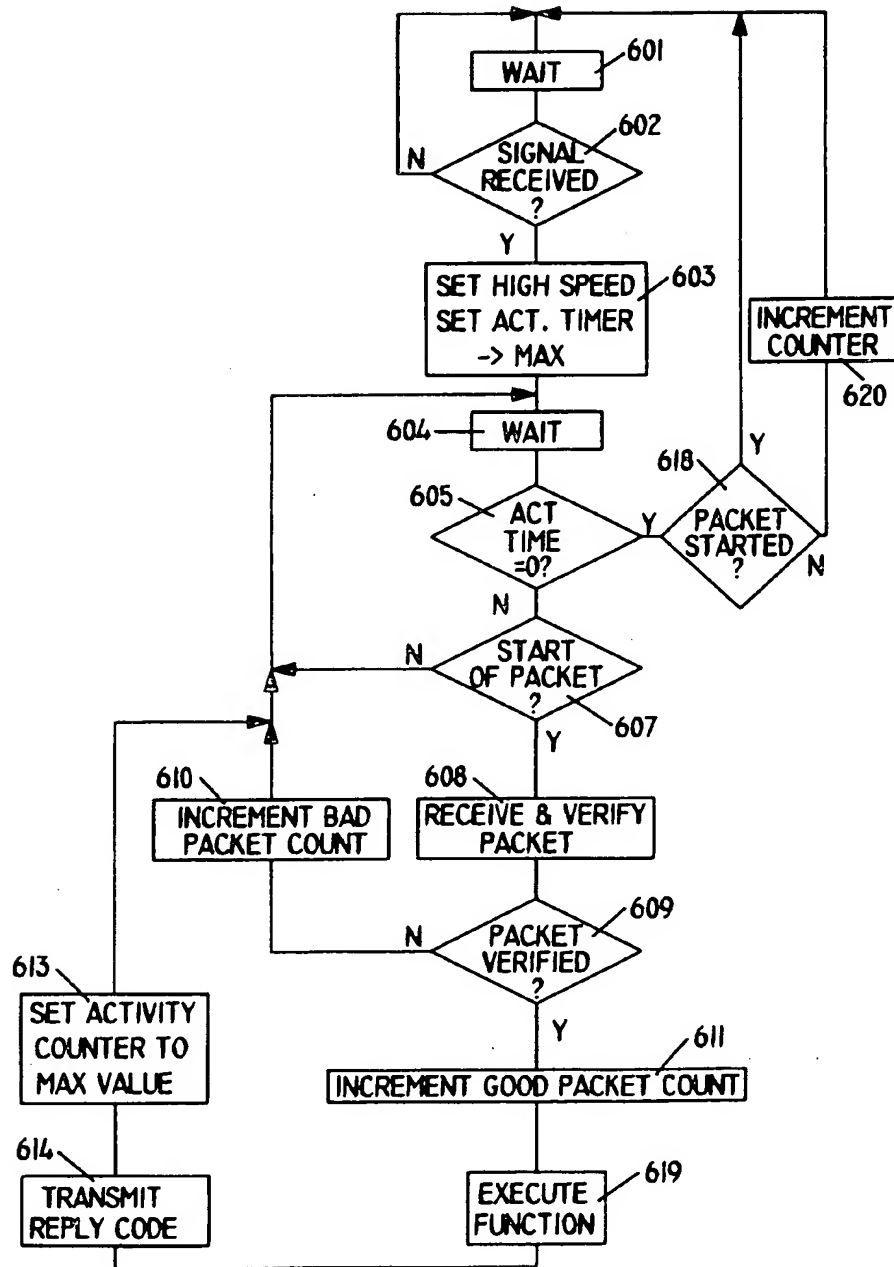 601
WAIT
602
N
SIGNAL
RECEIVED
?
Y
603
SET HIGH SPEED
SET ACT. TIMER
-> MAX
INCREMENT
COUNTER
620
604
WAIT
618
Y
605
ACT
TIME
=0?
Y
PACKET
STARTED
?
N
N
N
START
OF PACKET
?
607
Y
610
INCREMENT BAD
PACKET COUNT
608
RECEIVE & VERIFY
PACKET
609
N
PACKET
VERIFIED
?
Y
613
SET ACTIVITY
COUNTER TO
MAX VALUE
611
INCREMENT GOOD PACKET COUNT
614
TRANSMIT
REPLY CODE
619
EXECUTE
FUNCTION